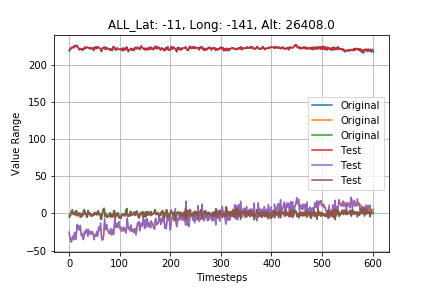 ALL_Lat: -11, Long: -141, Alt: 26408.0
Value Range
200
150
100
50
0
−50
Original
Original
Original
Test
Test
Test
0 100 200 300 400 500 600
Timesteps